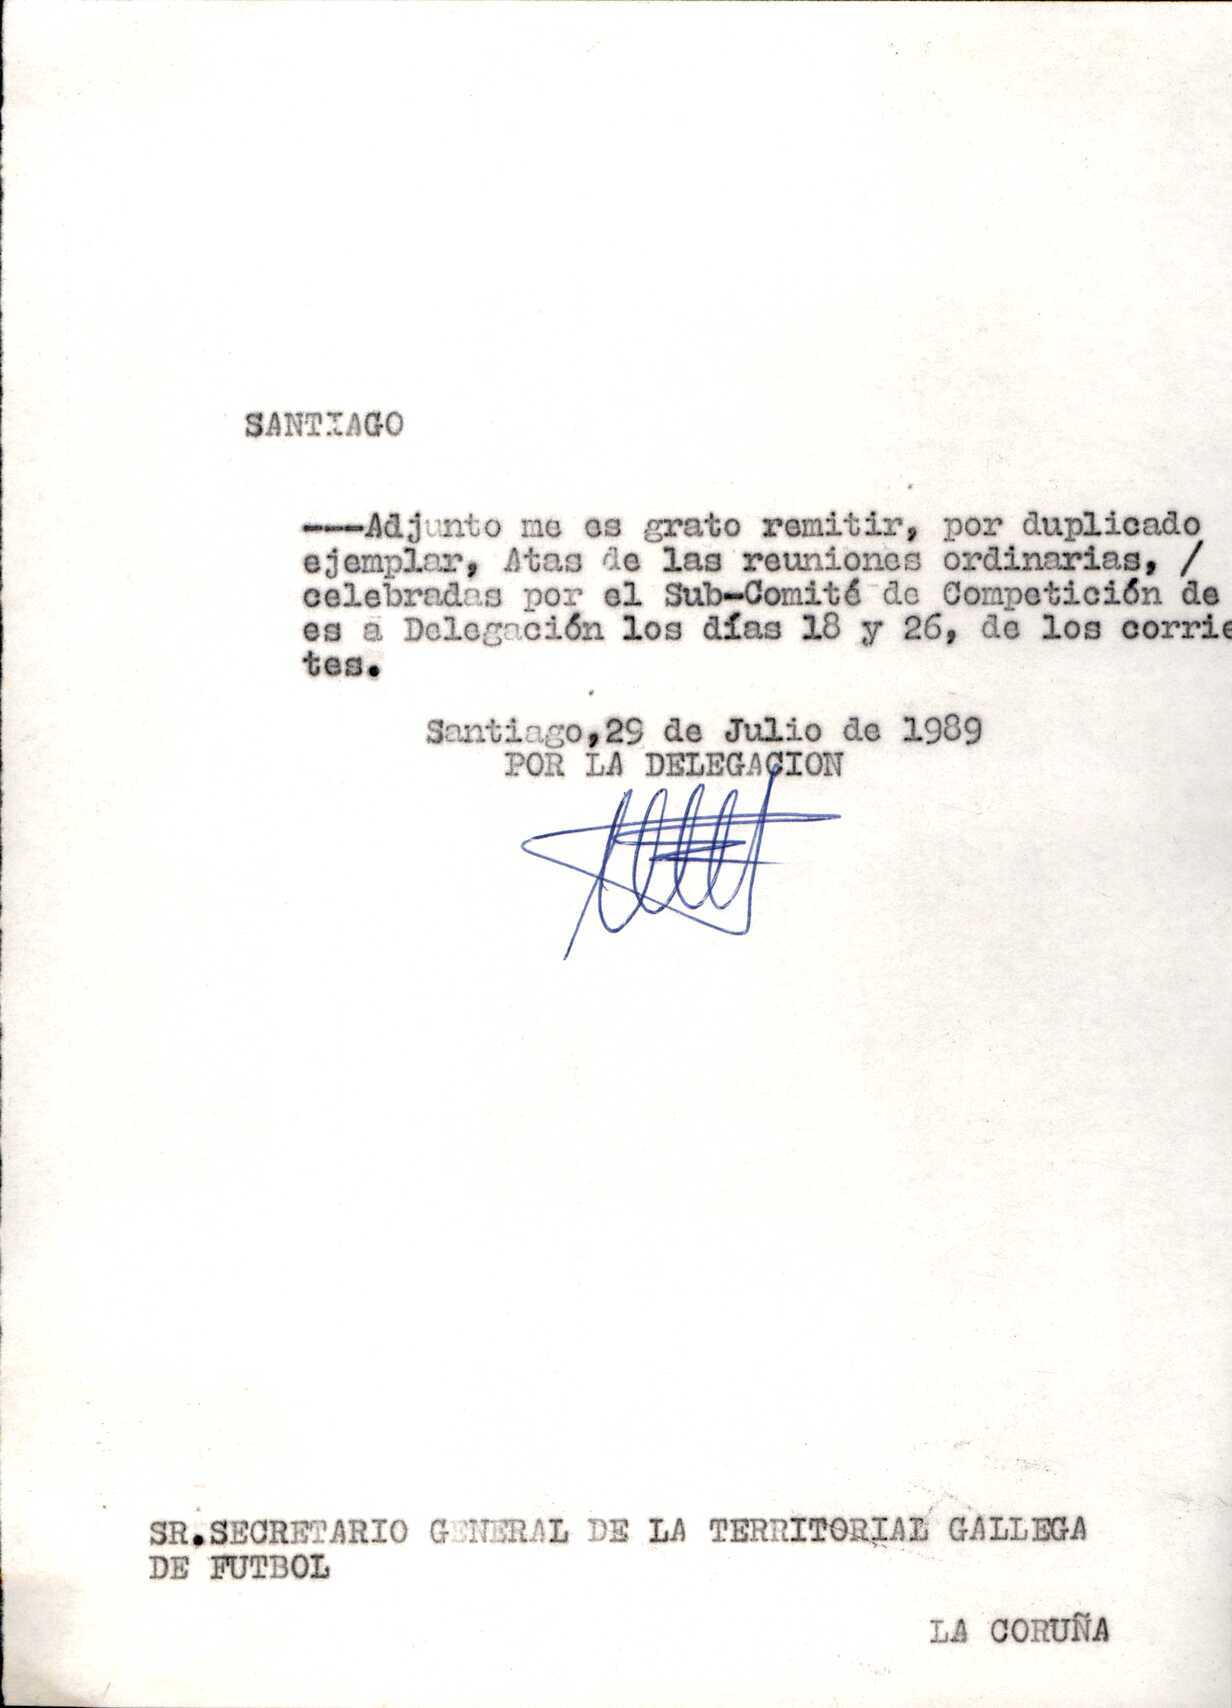 SANTIAGO
---Adjunto me es grato remitir, por duplicado
ejemplar, Atas de las reuniones ordinarias, /
celebradas por el Sub-Comité de Competición de
es a Delegación los días 18 y 26, de los corrie
tes.
Santiago,29 de Julio de 1989
POR LA DELEGACION
SR.SECRETARIO GENERAL DE LA TERRITORIAL GALLEGA
DE FUTBOL
LA CORUÑA